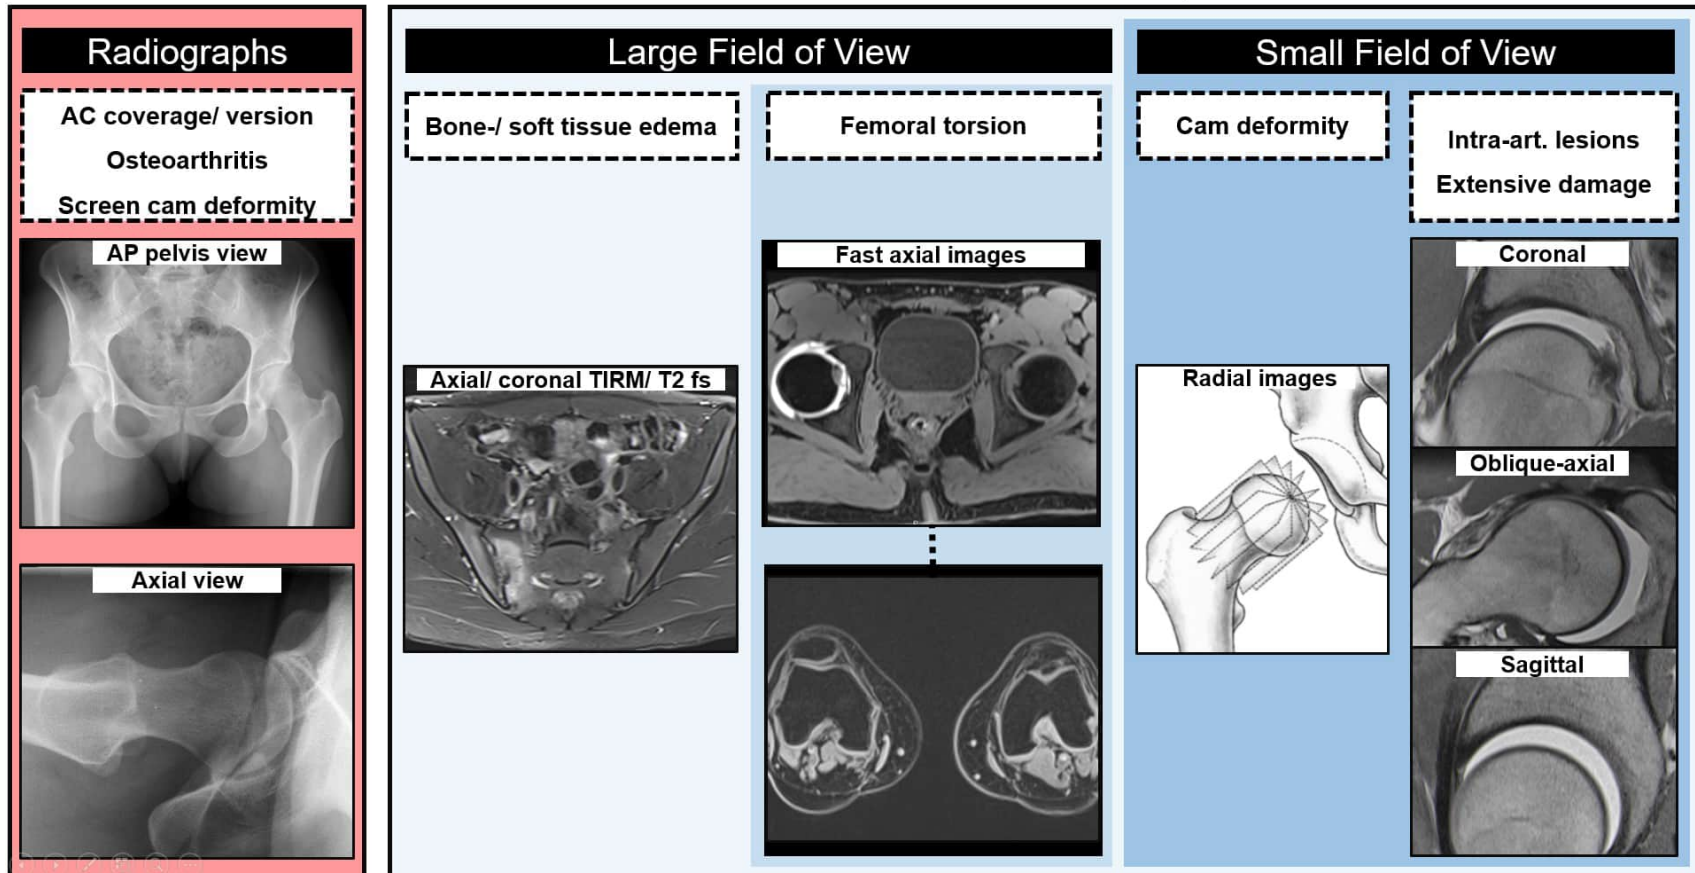 Radiographs
AC coverage/ version
Osteoarthritis
Screen cam deformity
AP pelvis view
Axial view
Large Field of View
Bone-/ soft tissue edema
Axial/ coronal TIRM/ T2 fs
Femoral torsion
Fast axial images
Small Field of View
Cam deformity
Radial images
Intra-art. lesions
Extensive damage
Coronal
Oblique-axial
Sagittal